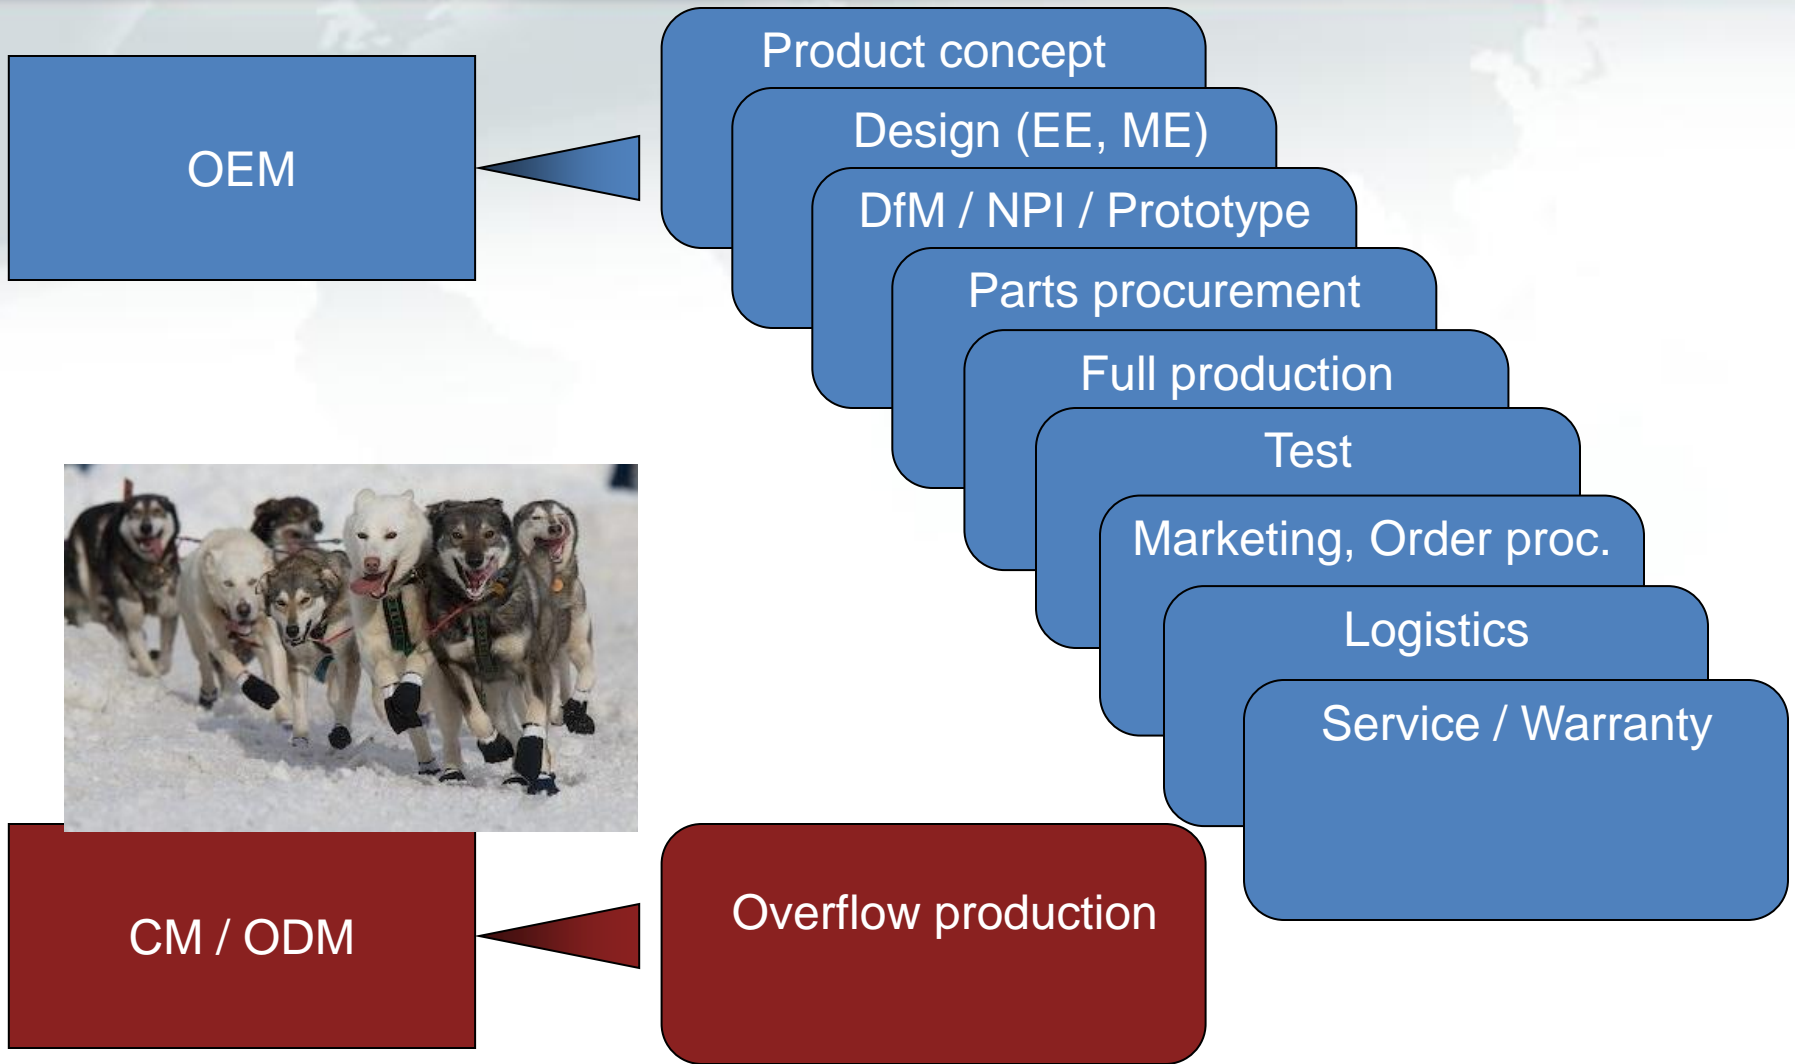 Product concept
Design (EE, ME)
OEM
DfM / NPI / Prototype
Parts procurement
Full production
Test
Marketing, Order proc.
Logistics
Service / Warranty
CM / ODM
Overflow production